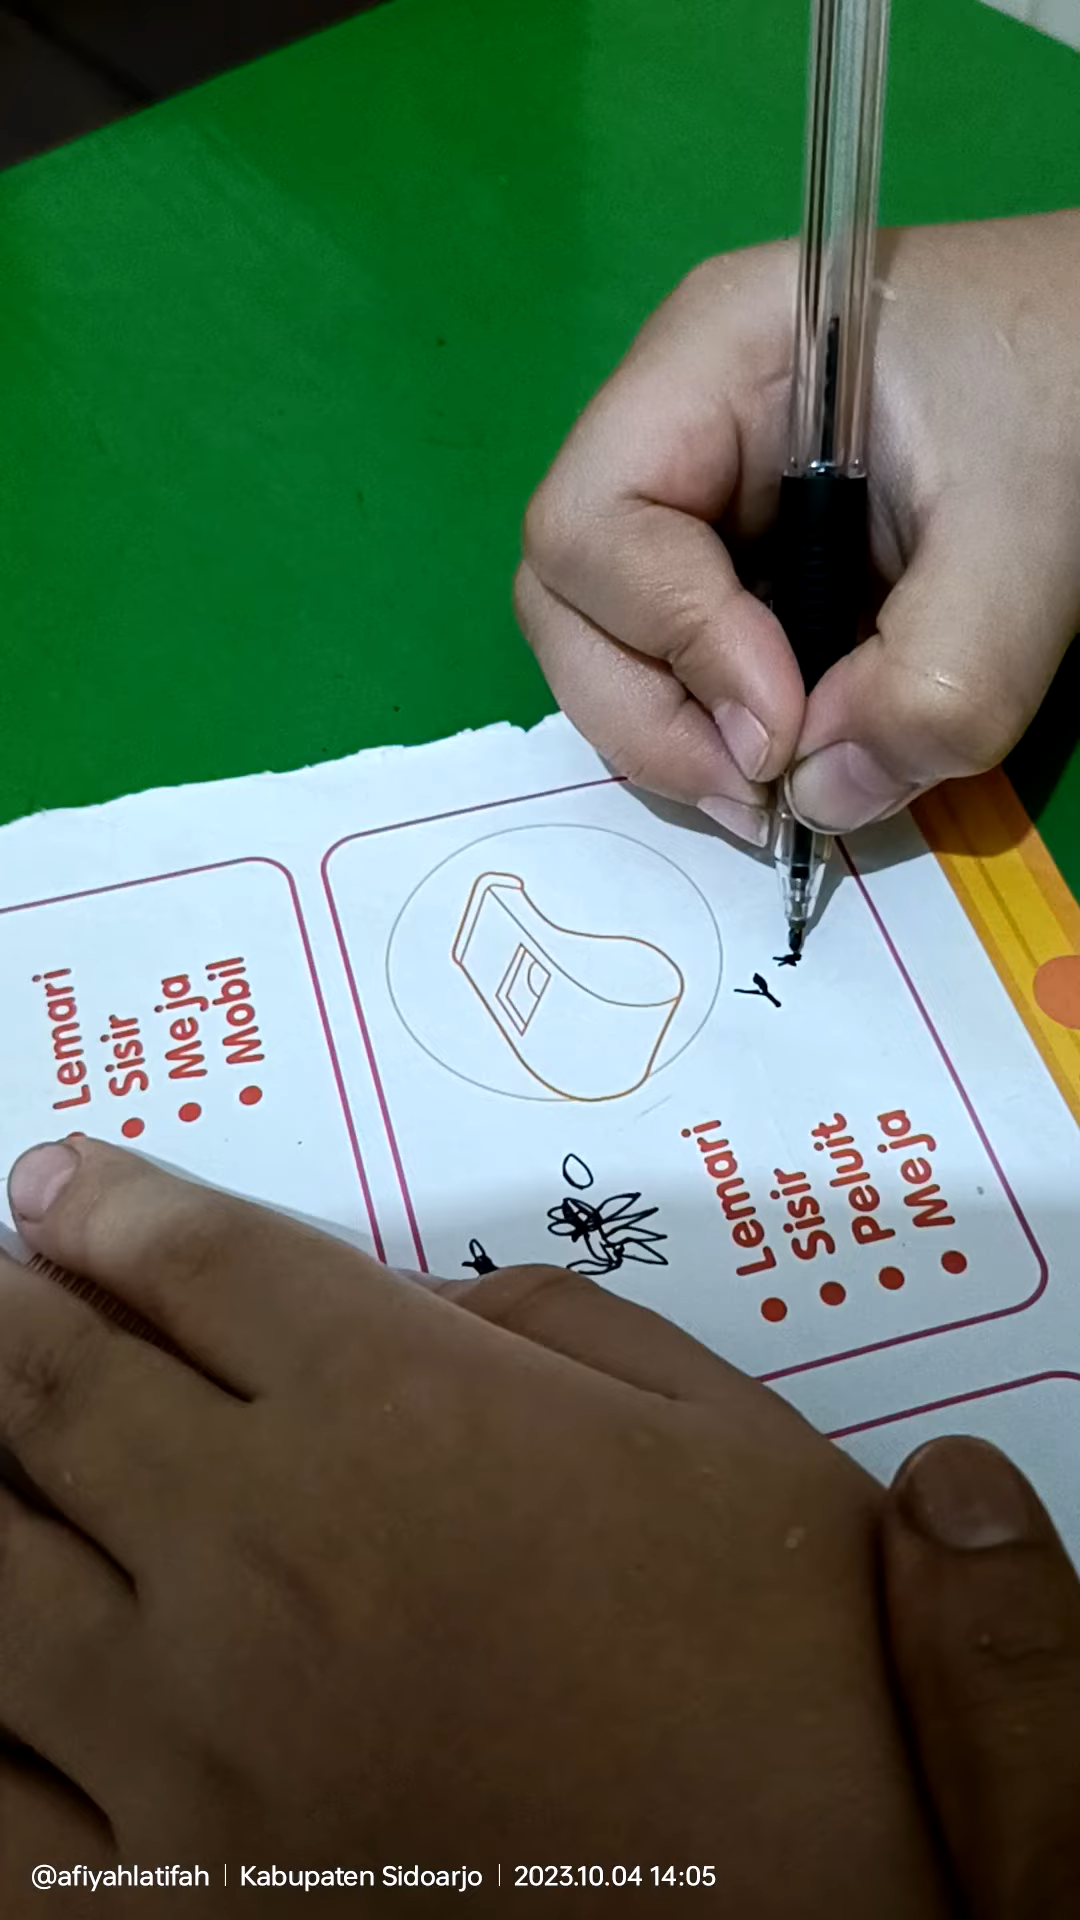 Lemari
Sisir
Meja
Mobil
Lemari
Sisir
Peluit
Meja
@afiyahlatifah | Kabupaten Sidoarjo | 2023.10.04 14:05